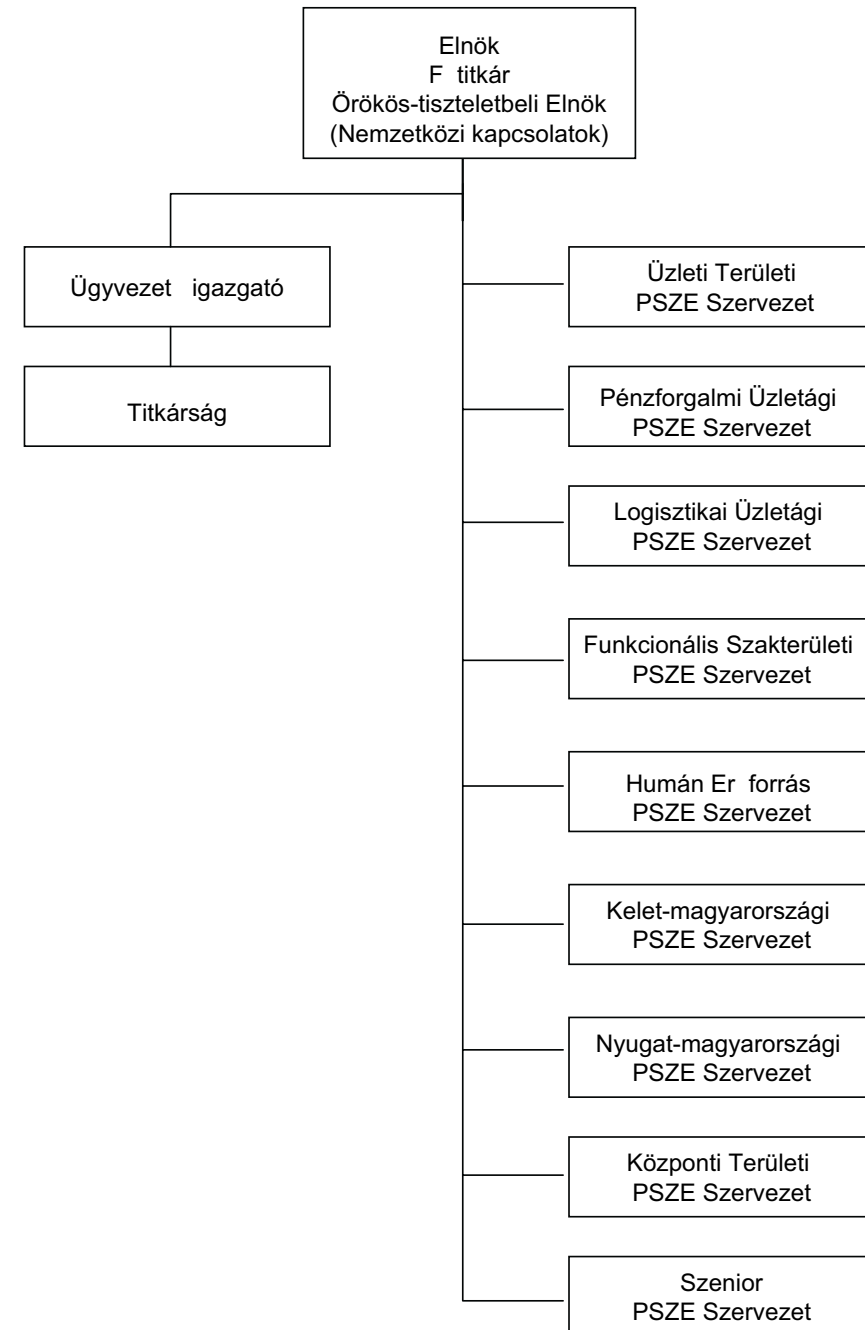 Elnök
F titkár
Örökös-tiszteletbeli Elnök
(Nemzetközi kapcsolatok)
Ügyvezet igazgató
Titkárság
Üzleti Területi
PSZE Szervezet
Pénzforgalmi Üzletági
PSZE Szervezet
Logisztikai Üzletági
PSZE Szervezet
Funkcionális Szakterületi
PSZE Szervezet
Humán Er forrás
PSZE Szervezet
Kelet-magyarországi
PSZE Szervezet
Nyugat-magyarországi
PSZE Szervezet
Központi Területi
PSZE Szervezet
Szenior
PSZE Szervezet